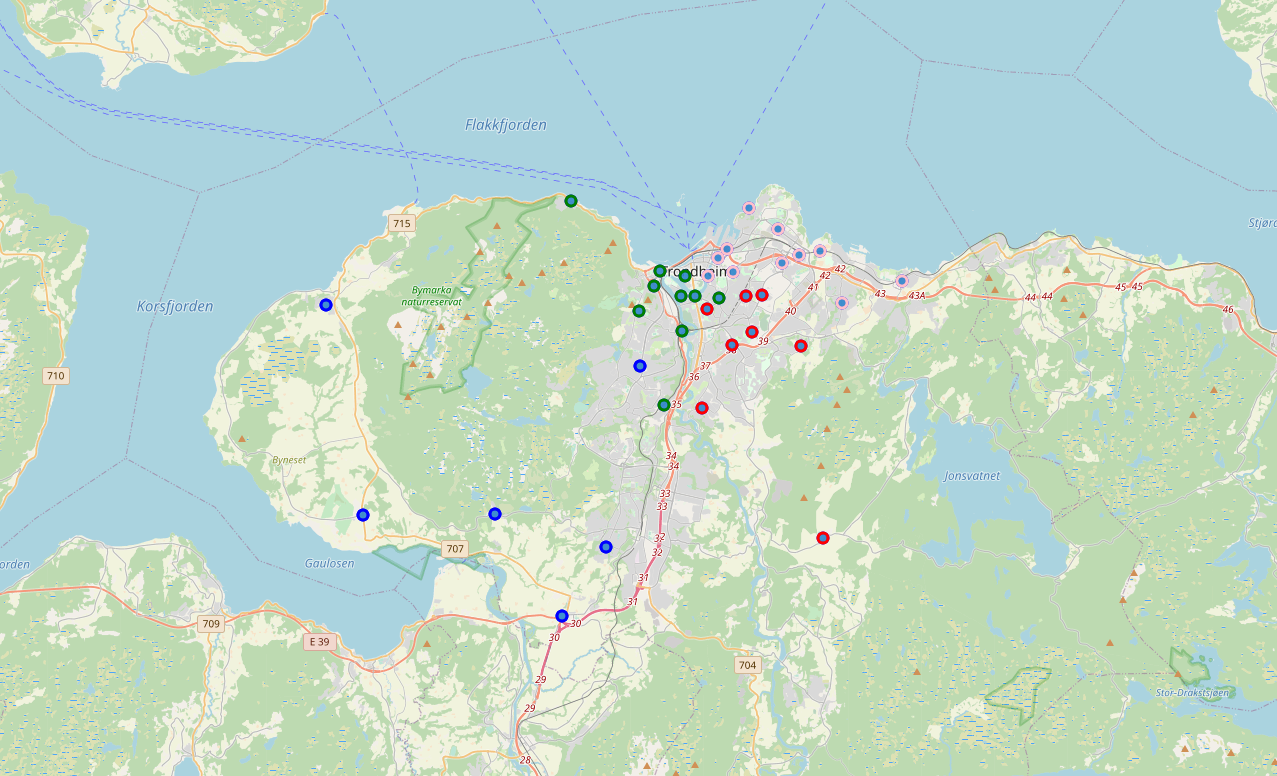 Flakkfjorden
715
Stjørd
Trondheim
42
42
Bymarka
naturreservat
41
43
43A
45
45
44
44
Korsfjorden
46
40
39
38
37
710
36
35
Byneset
34
34
Jonsvatnet
33
33
32
707
32
Gaulosen
orden
31
31
709
30
E 39
30
704
29
Stor-Drakstsjøen
29
28